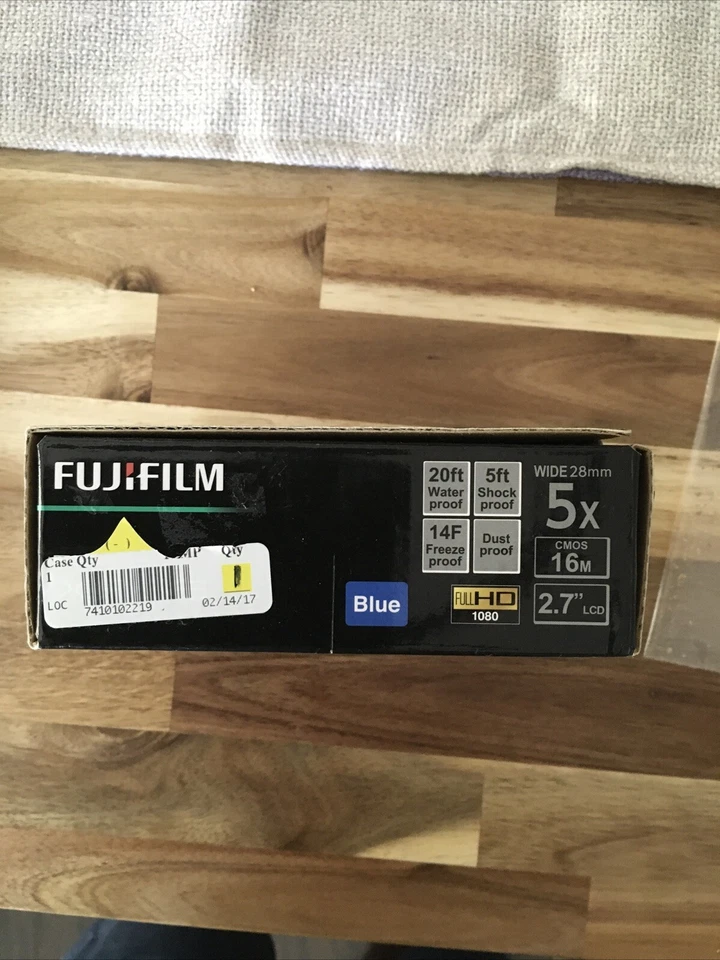 FUJIFILM
( - )
Qty
Case Qty
1
LOC 7410102219 02/14/17
Blue
20ft
Water
proof
5ft
Shock
proof
14F
Freeze
proof
Dust
proof
FULL HD
1080
WIDE 28mm
5x
CMOS
16M
2.7" LCD